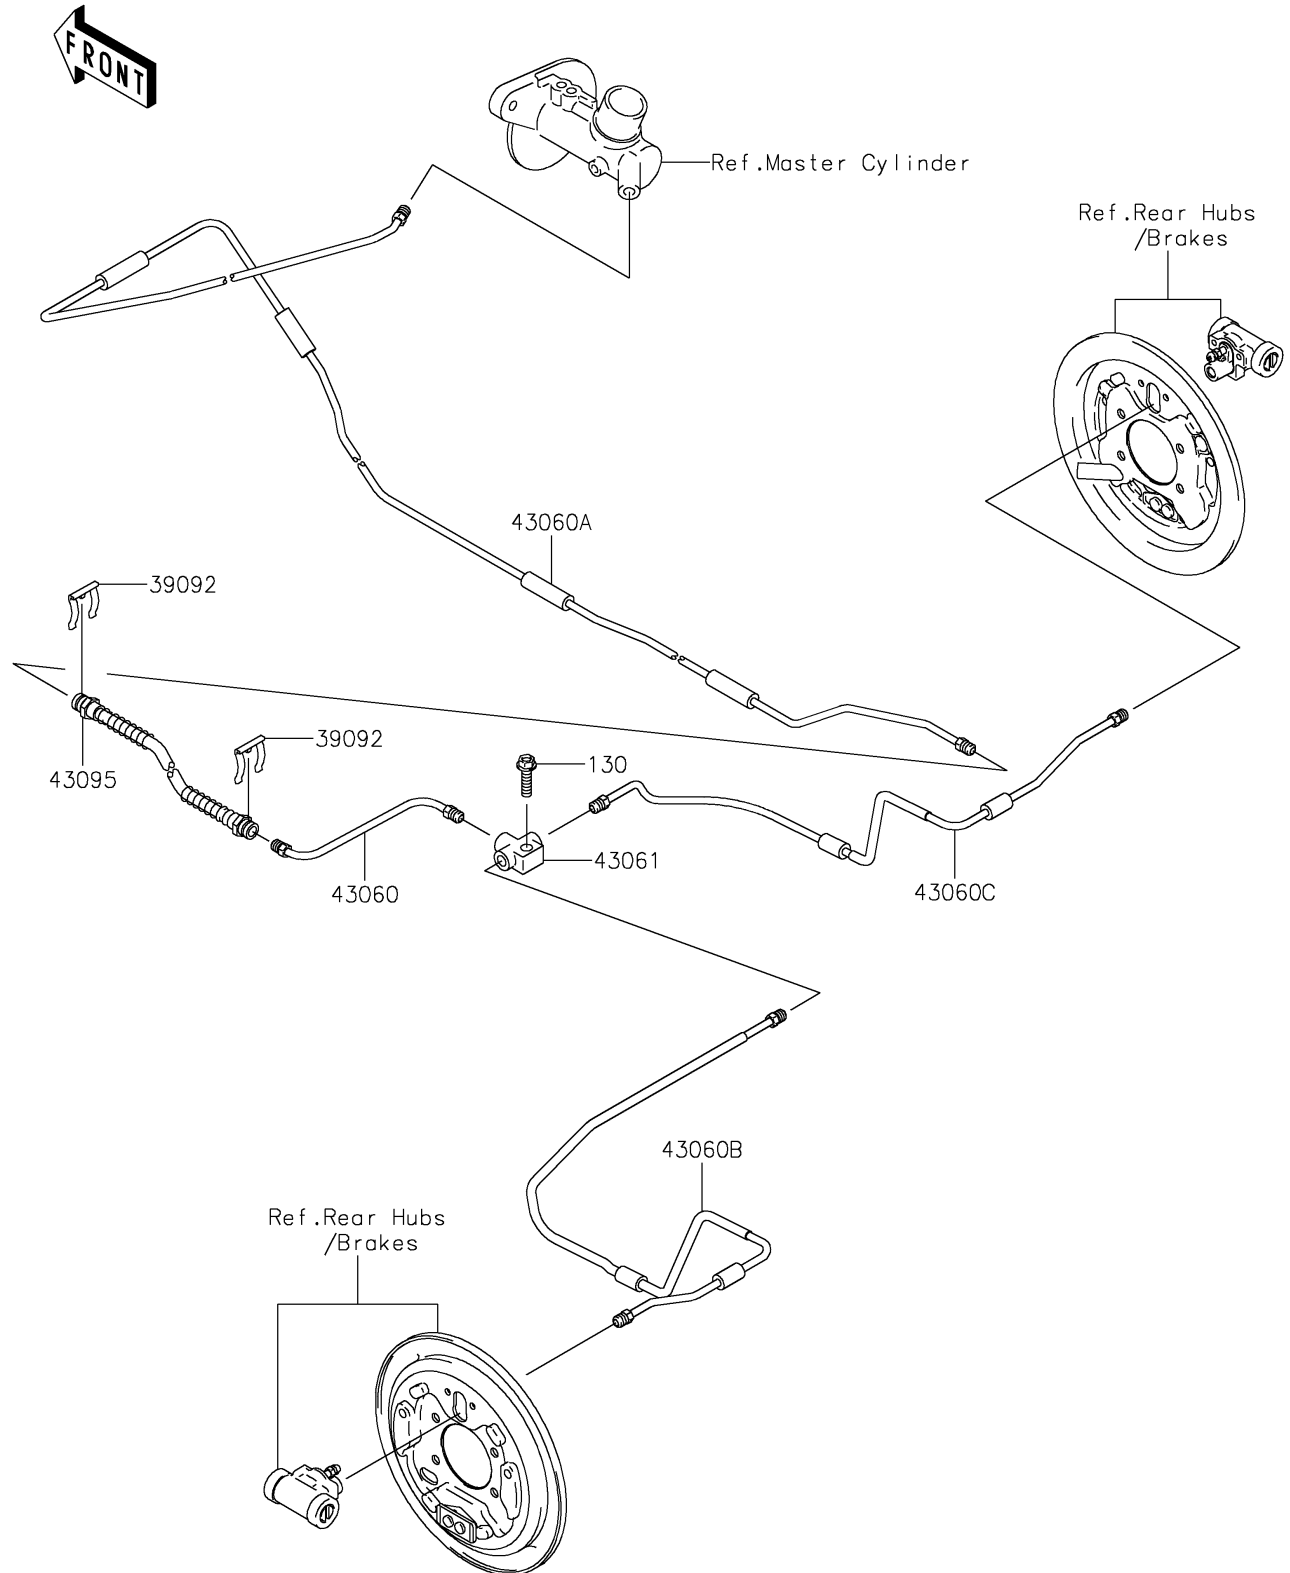 FRONT
Ref.Master Cylinder
Ref.Rear Hubs
/Brakes
43060A
39092
39092
43095
130
43061
43060
43060C
43060B
Ref.Rear Hubs
/Brakes